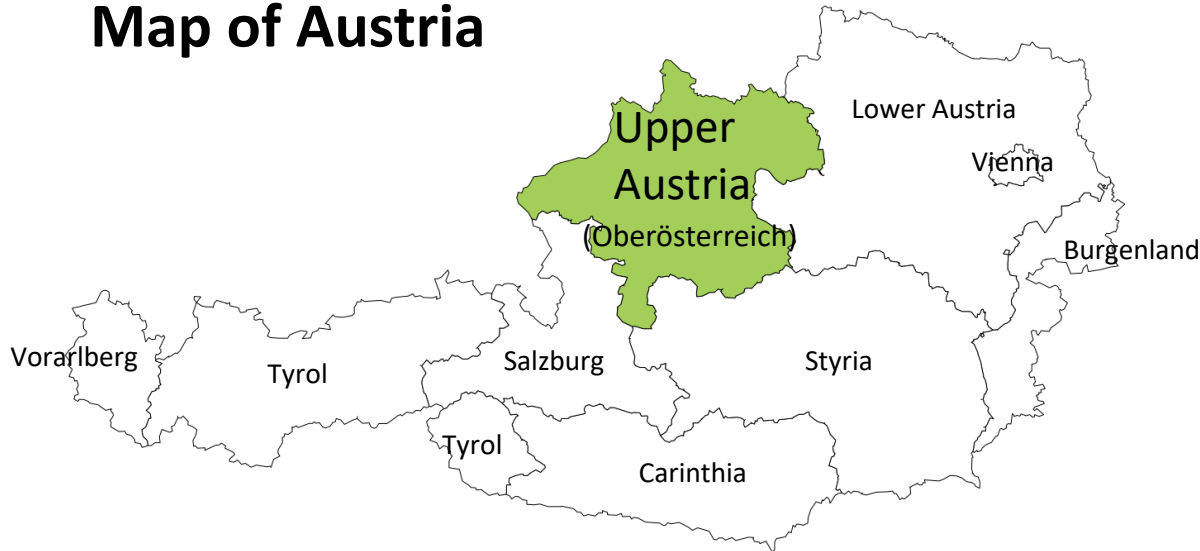 Map of Austria
Lower Austria
Upper
Austria
Vienna
(Oberösterreich)
Burgenland
Vorarlberg
Tyrol
Salzburg
Styria
Tyrol
Carinthia